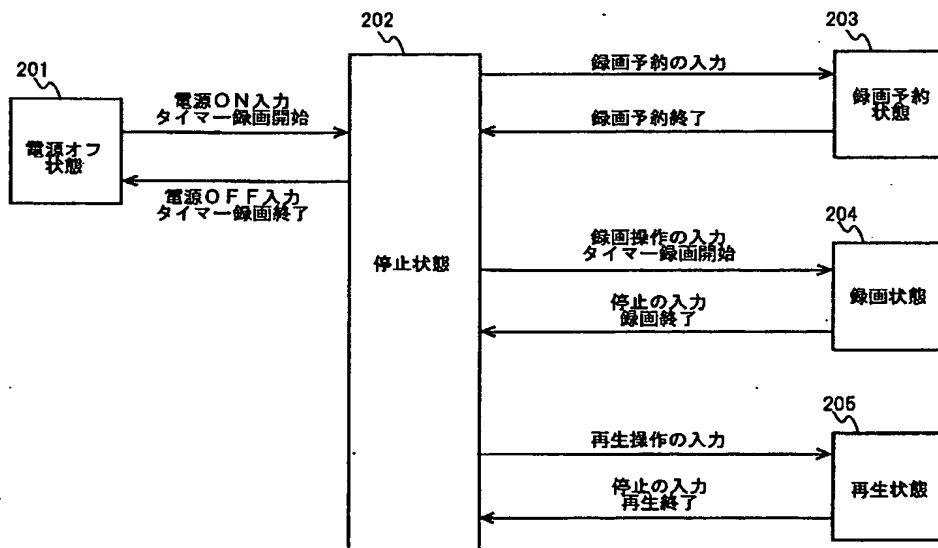 202
203
201
録画予約の入力
電源ON入力
タイマー録画開始
録画予約
状態
録画予約終了
電源オフ
状態
電源OFF入力
タイマー録画終了
204
録画操作の入力
タイマー録画開始
停止状態
録画状態
停止の入力
録画終了
205
再生操作の入力
再生状態
停止の入力
再生終了